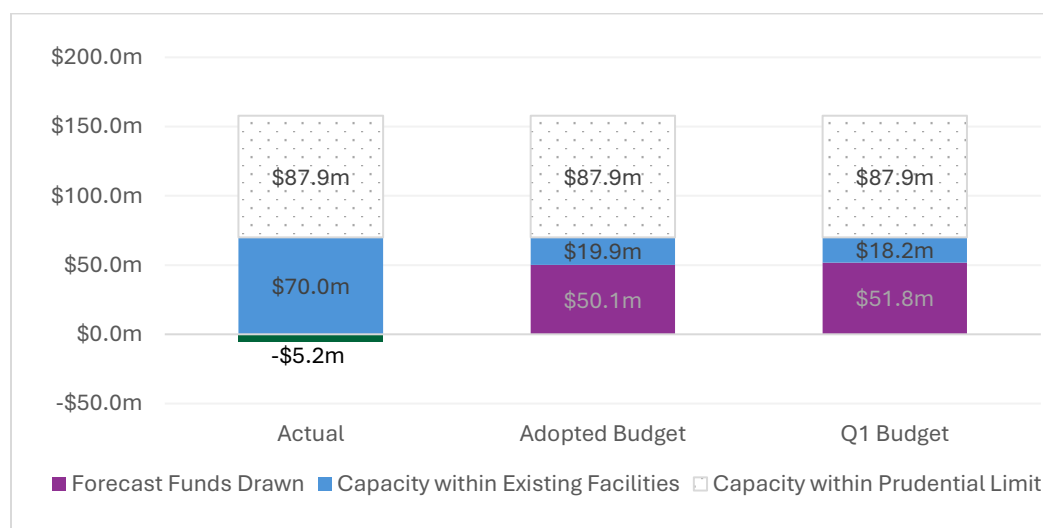 $200.0m
$150.0m
$100.0m
$50.0m
$0.0m
-$50.0m
$87.9m $87.9m $87.9m
$70.0m $19.9m $18.2m
$50.1m $51.8m
-$5.2m
Actual Adopted Budget Q1 Budget
Forecast Funds Drawn Capacity within Existing Facilities Capacity within Prudential Limit